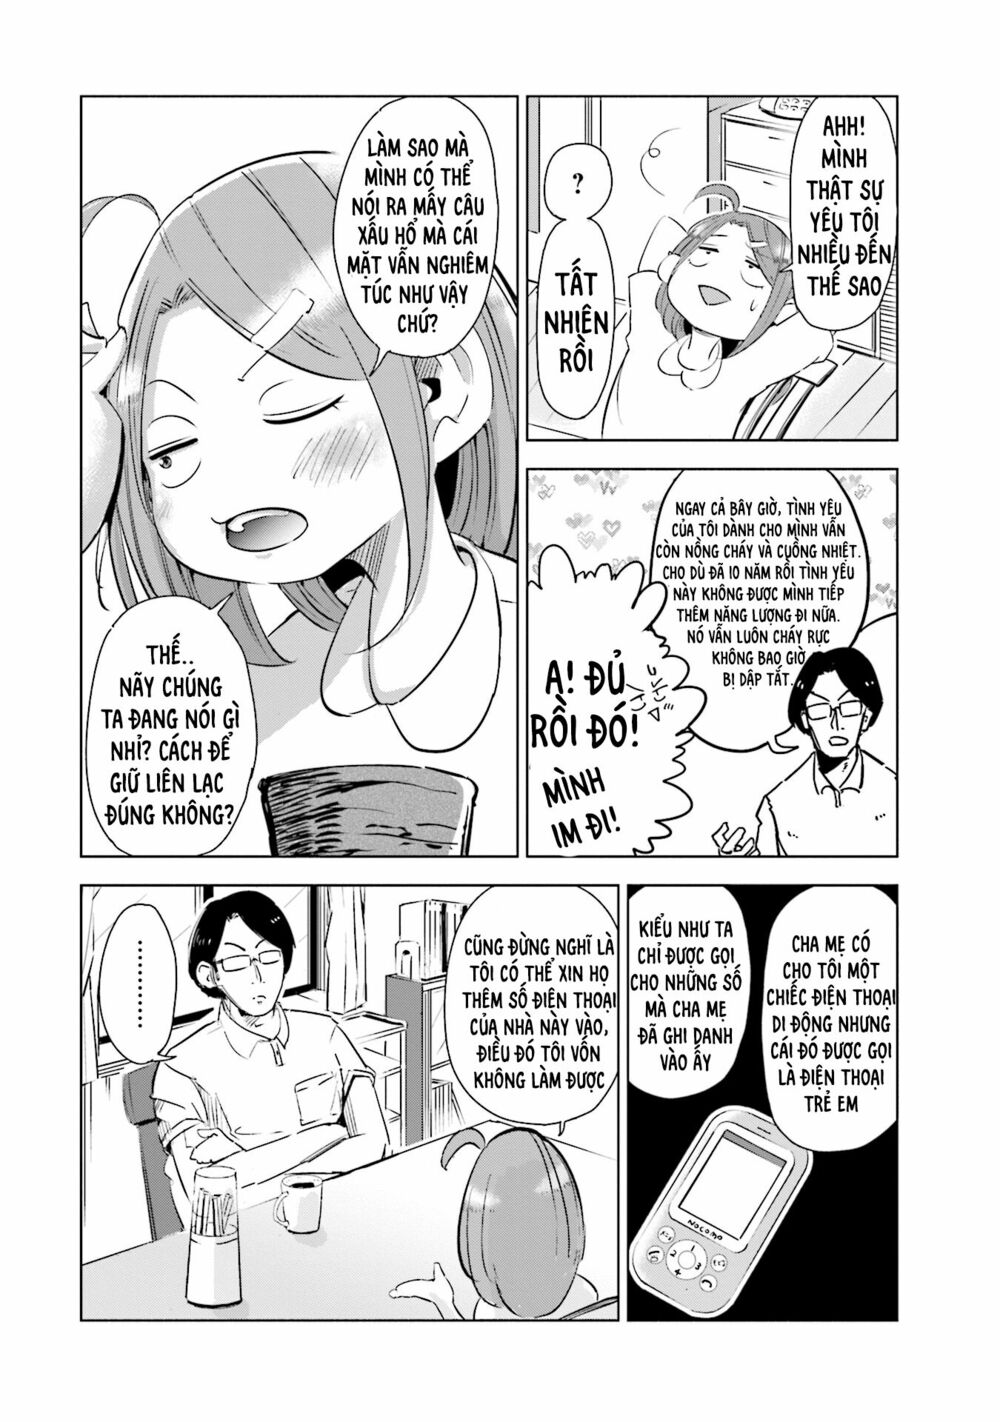 AHH!
MÌNH
THẬT SỰ
YÊU TÔI
NHIỀU ĐẾN
THẾ SAO
?
TẤT
NHIÊN
RỒI
LÀM SAO MÀ
MÌNH CÓ THỂ
NÓI RA MẤY CÂU
XẤU HỔ MÀ CÁI
MẶT VẪN NGHIÊM
TÚC NHƯ VẬY
CHỨ?
THẾ..
NÃY CHÚNG
TA ĐANG NÓI GÌ
NHỈ? CÁCH ĐỂ
GIỮ LIÊN LẠC
ĐÚNG KHÔNG?
NGAY CẢ BÂY GIỜ, TÌNH YÊU
CỦA TÔI DÀNH CHO MÌNH VẪN
CÒN NỒNG CHÁY VÀ CUỒNG NHIỆT.
CHO DÙ ĐÃ 10 NĂM RỒI TÌNH YÊU
NÀY KHÔNG ĐƯỢC MÌNH TIẾP
THÊM NĂNG LƯỢNG ĐI NỮA.
NÓ VẪN LUÔN CHÁY RỰC
KHÔNG BAO GIỜ
BỊ DẬP TẮT.
A! ĐỦ
RỒI ĐÓ!
MÌNH
IM ĐI!
CHA MẸ CÓ
CHO TÔI MỘT
CHIẾC ĐIỆN THOẠI
DI ĐỘNG NHƯNG
CÁI ĐÓ ĐƯỢC GỌI
LÀ ĐIỆN THOẠI
TRẺ EM
KIỂU NHƯ TA
CHỈ ĐƯỢC GỌI
CHO NHỮNG SỐ
MÀ CHA MẸ
ĐÃ GHI DANH
VÀO ẤY
NOCOMO
CŨNG ĐỪNG NGHĨ LÀ
TÔI CÓ THỂ XIN HỌ
THÊM SỐ ĐIỆN THOẠI
CỦA NHÀ NÀY VÀO,
ĐIỀU ĐÓ TÔI VỐN
KHÔNG LÀM ĐƯỢC
.........